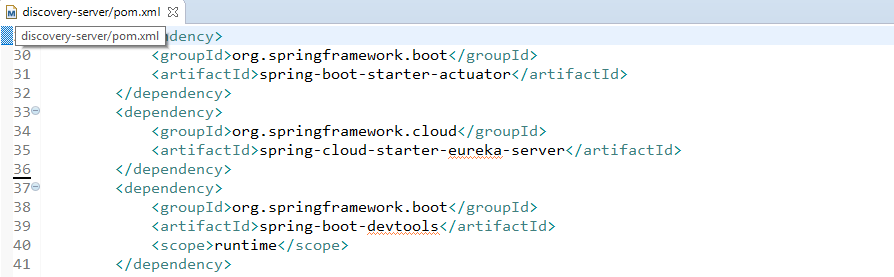 discovery-server/pom.xml
discovery-server/pom.xml
dency>
30 <groupId>org.springframework.boot</groupId>
31 <artifactId>spring-boot-starter-actuator</artifactId>
32 </dependency>
33 <dependency>
34 <groupId>org.springframework.cloud</groupId>
35 <artifactId>spring-cloud-starter-eureka-server</artifactId>
36 </dependency>
37 <dependency>
38 <groupId>org.springframework.boot</groupId>
39 <artifactId>spring-boot-devtools</artifactId>
40 <scope>runtime</scope>
41 </dependency>